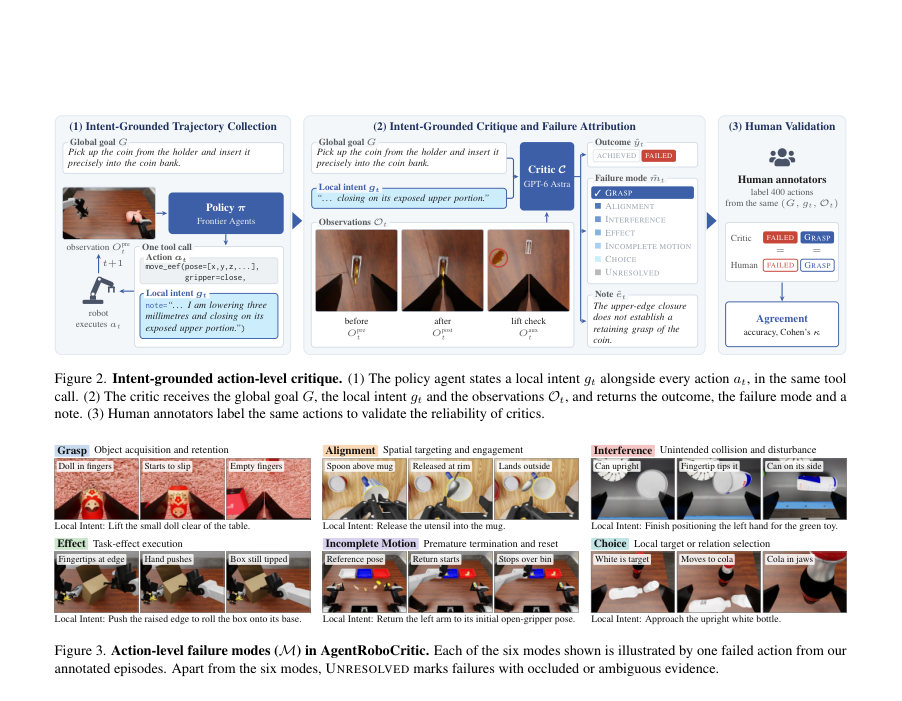 (1) Intent-Grounded Trajectory Collection
Global goal G
Pick up the coin from the holder and insert it
precisely into the coin bank.
Policy π
Frontier Agents
observation O_t^pre
t+1
robot
executes a_t
One tool call
Action a_t
move_eef(pose=[x,y,z,...],
gripper=close,
Local intent g_t
note="... I am lowering three
millimetres and closing on its
exposed upper portion.")
(2) Intent-Grounded Critique and Failure Attribution
Global goal G
Pick up the coin from the holder and insert it
precisely into the coin bank.
Local intent g_t
"... closing on its exposed upper portion"
Critic C
GPT-6 Astra
Observations O_t
before
O_t^pre
after
O_t^post
lift check
O_t^aux
Outcome ỹ_t
ACHIEVED FAILED
Failure mode m̃_t
✓ GRASP
ALIGNMENT
INTERFERENCE
EFFECT
INCOMPLETE MOTION
CHOICE
UNRESOLVED
Note ẽ_t
The upper-edge closure
does not establish a
retaining grasp of the
coin.
(3) Human Validation
Human annotators
label 400 actions
from the same (G, g_t, O_t)
Critic FAILED GRASP
= =
Human FAILED GRASP
Agreement
accuracy, Cohen's κ
Figure 2. Intent-grounded action-level critique. (1) The policy agent states a local intent g_t alongside every action a_t, in the same tool
call. (2) The critic receives the global goal G, the local intent g_t and the observations O_t, and returns the outcome, the failure mode and a
note. (3) Human annotators label the same actions to validate the reliability of critics.
Grasp Object acquisition and retention
Doll in fingers
Starts to slip
Empty fingers
Local Intent: Lift the small doll clear of the table.
Alignment Spatial targeting and engagement
Spoon above mug
Released at rim
Lands outside
Local Intent: Release the utensil into the mug.
Interference Unintended collision and disturbance
Can upright
Fingertip tips it
Can on its side
Local Intent: Finish positioning the left hand for the green toy.
Effect Task-effect execution
Fingertips at edge
Hand pushes
Box still tipped
Local Intent: Push the raised edge to roll the box onto its base.
Incomplete Motion Premature termination and reset
Reference pose
Return starts
Stops over bin
Local Intent: Return the left arm to its initial open-gripper pose.
Choice Local target or relation selection
White is target
Moves to cola
Cola in jaws
Local Intent: Approach the upright white bottle.
Figure 3. Action-level failure modes (M) in AgentRoboCritic. Each of the six modes shown is illustrated by one failed action from our
annotated episodes. Apart from the six modes, UNRESOLVED marks failures with occluded or ambiguous evidence.